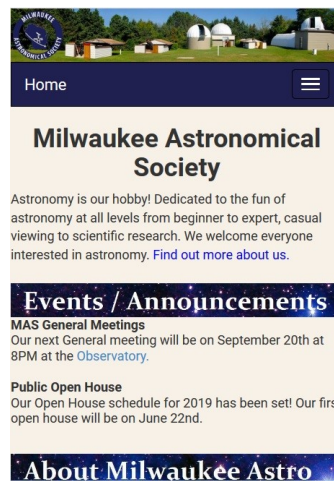 MILWAUKEE
ASTRONOMICAL SOCIETY
Home
Milwaukee Astronomical
Society
Astronomy is our hobby! Dedicated to the fun of
astronomy at all levels from beginner to expert, casual
viewing to scientific research. We welcome everyone
interested in astronomy. Find out more about us.
Events / Announcements
MAS General Meetings
Our next General meeting will be on September 20th at
8PM at the Observatory.
Public Open House
Our Open House schedule for 2019 has been set! Our firs
open house will be on June 22nd.
About Milwaukee Astro